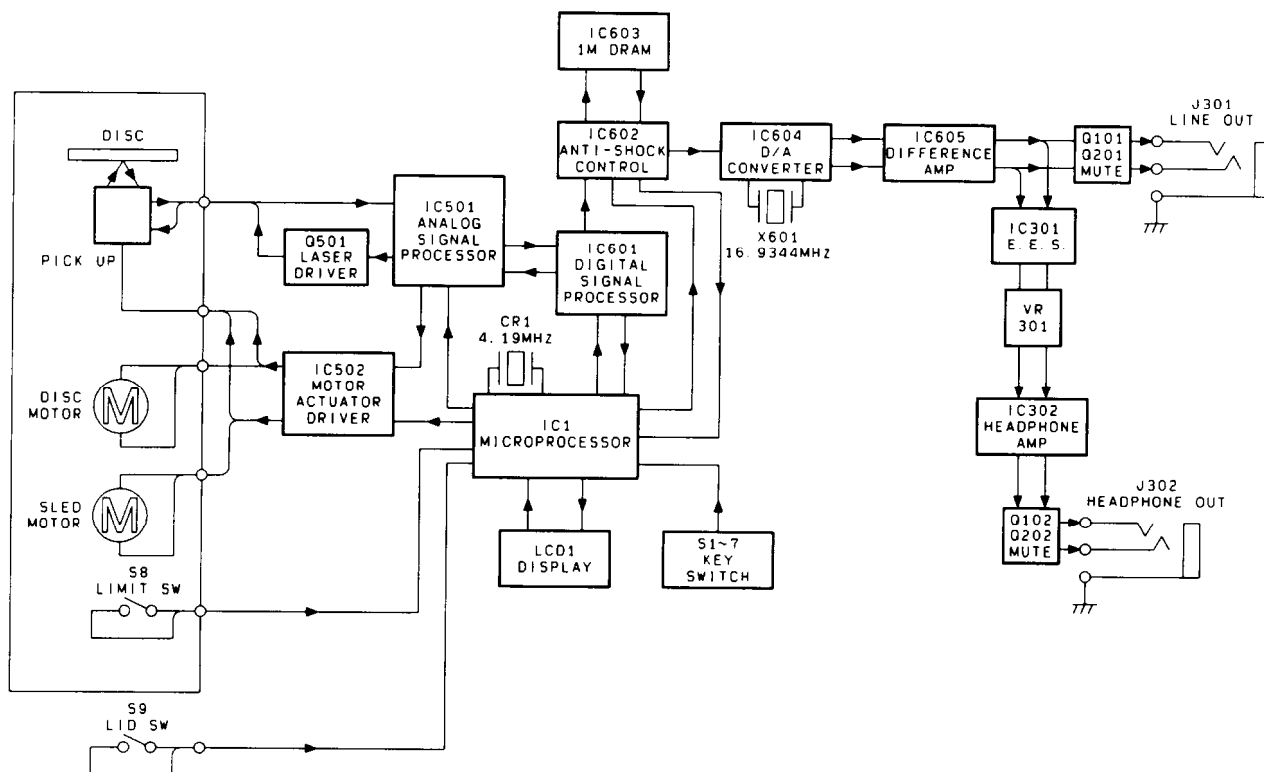 IC603
1M DRAM
DISC
IC602
ANTI-SHOCK
CONTROL
IC604
D/A
CONVERTER
IC605
DIFFERENCE
AMP
Q101
Q201
MUTE
J301
LINE OUT
PICK UP
Q501
LASER
DRIVER
IC501
ANALOG
SIGNAL
PROCESSOR
IC601
DIGITAL
SIGNAL
PROCESSOR
X601
16.9344MHZ
IC301
E.E.S.
VR
301
CR1
4.19MHZ
DISC
MOTOR
M
IC502
MOTOR
ACTUATOR
DRIVER
IC1
MICROPROCESSOR
IC302
HEADPHONE
AMP
SLED
MOTOR
M
LCD1
DISPLAY
S1~7
KEY
SWITCH
Q102
Q202
MUTE
J302
HEADPHONE OUT
S8
LIMIT SW
S9
LID SW